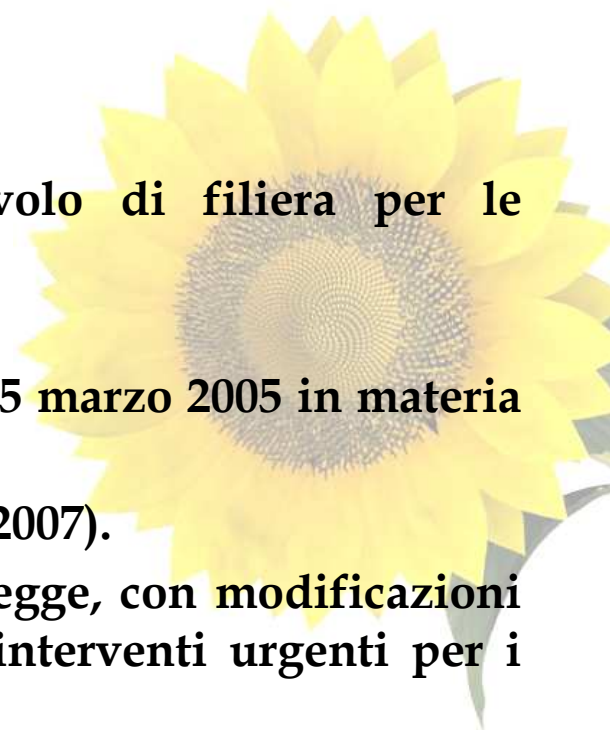 volo di filiera per le
5 marzo 2005 in materia
2007).
egge, con modificazioni
interventi urgenti per i